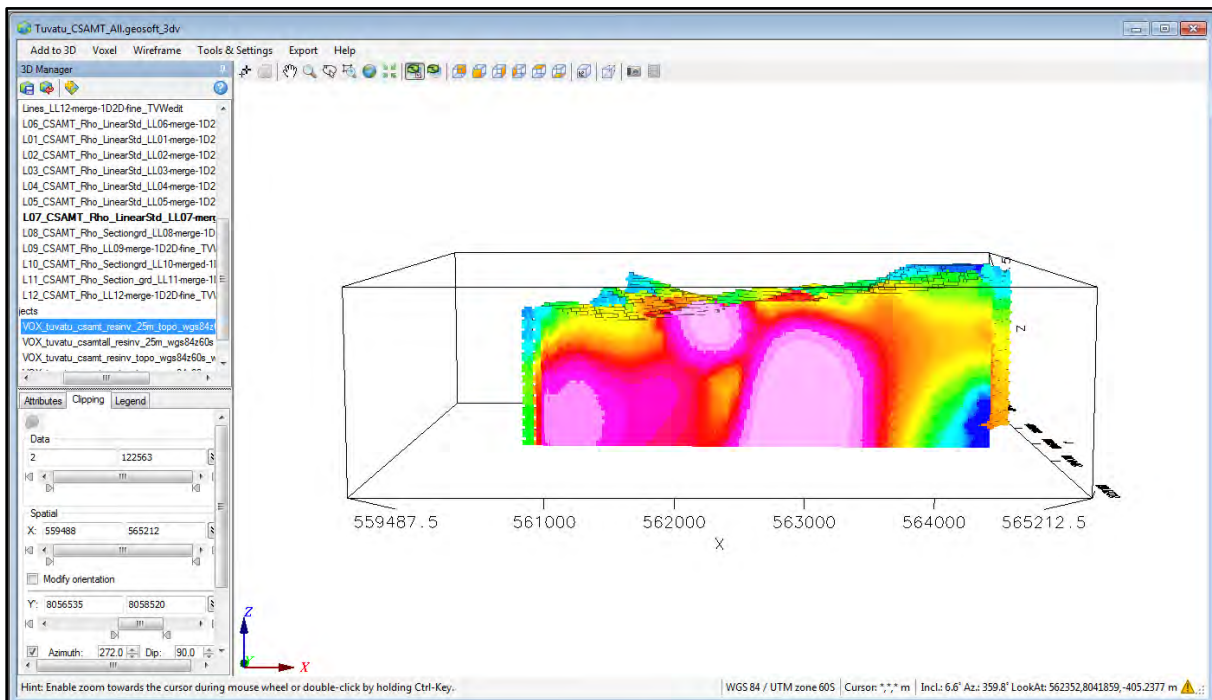 Tuvatu_CSAMT_All.geosoft_3dv
Add to 3D Voxel Wireframe Tools & Settings Export Help
3D Manager
Lines_LL12-merge-1D2D-fine_TVWedit
L06_CSAMT_Rho_LinearStd_LL06-merge-1D2
L01_CSAMT_Rho_LinearStd_LL01-merge-1D2
L02_CSAMT_Rho_LinearStd_LL02-merge-1D2
L03_CSAMT_Rho_LinearStd_LL03-merge-1D2
L04_CSAMT_Rho_LinearStd_LL04-merge-1D2
L05_CSAMT_Rho_LinearStd_LL05-merge-1D2
L07_CSAMT_Rho_LinearStd_LL07-merg
L08_CSAMT_Rho_Sectiongrd_LL08-merge-1D
L09_CSAMT_Rho_LL09-merge-1D2D-fine_TV
L10_CSAMT_Rho_Sectiongrd_LL10-merged-1
L11_CSAMT_Rho_Section_grd_LL11-merge-1
L12_CSAMT_Rho_LL12-merge-1D2D-fine_TV
jects
VOX_tuvatu_csamt_resinv_25m_topo_wgs84z6
VOX_tuvatu_csamtall_resinv_25m_wgs84z60s
VOX_tuvatu_csamt_resinv_topo_wgs84z60s_w
Attributes Clipping Legend
Data
2 122563
Spatial
X: 559488 565212
Modify orientation
Y: 8056535 8058520
Azimuth: 272.0 Dip: 90.0
5
Z
559487.5 561000 562000 563000 564000 565212.5
X
Z
Y
X
Hint: Enable zoom towards the cursor during mouse wheel or double-click by holding Ctrl-Key.
WGS 84 / UTM zone 60S Cursor: *,*,* m Incl.: 6.6° Az.: 359.8° LookAt: 562352,8041859,-405.2377 m